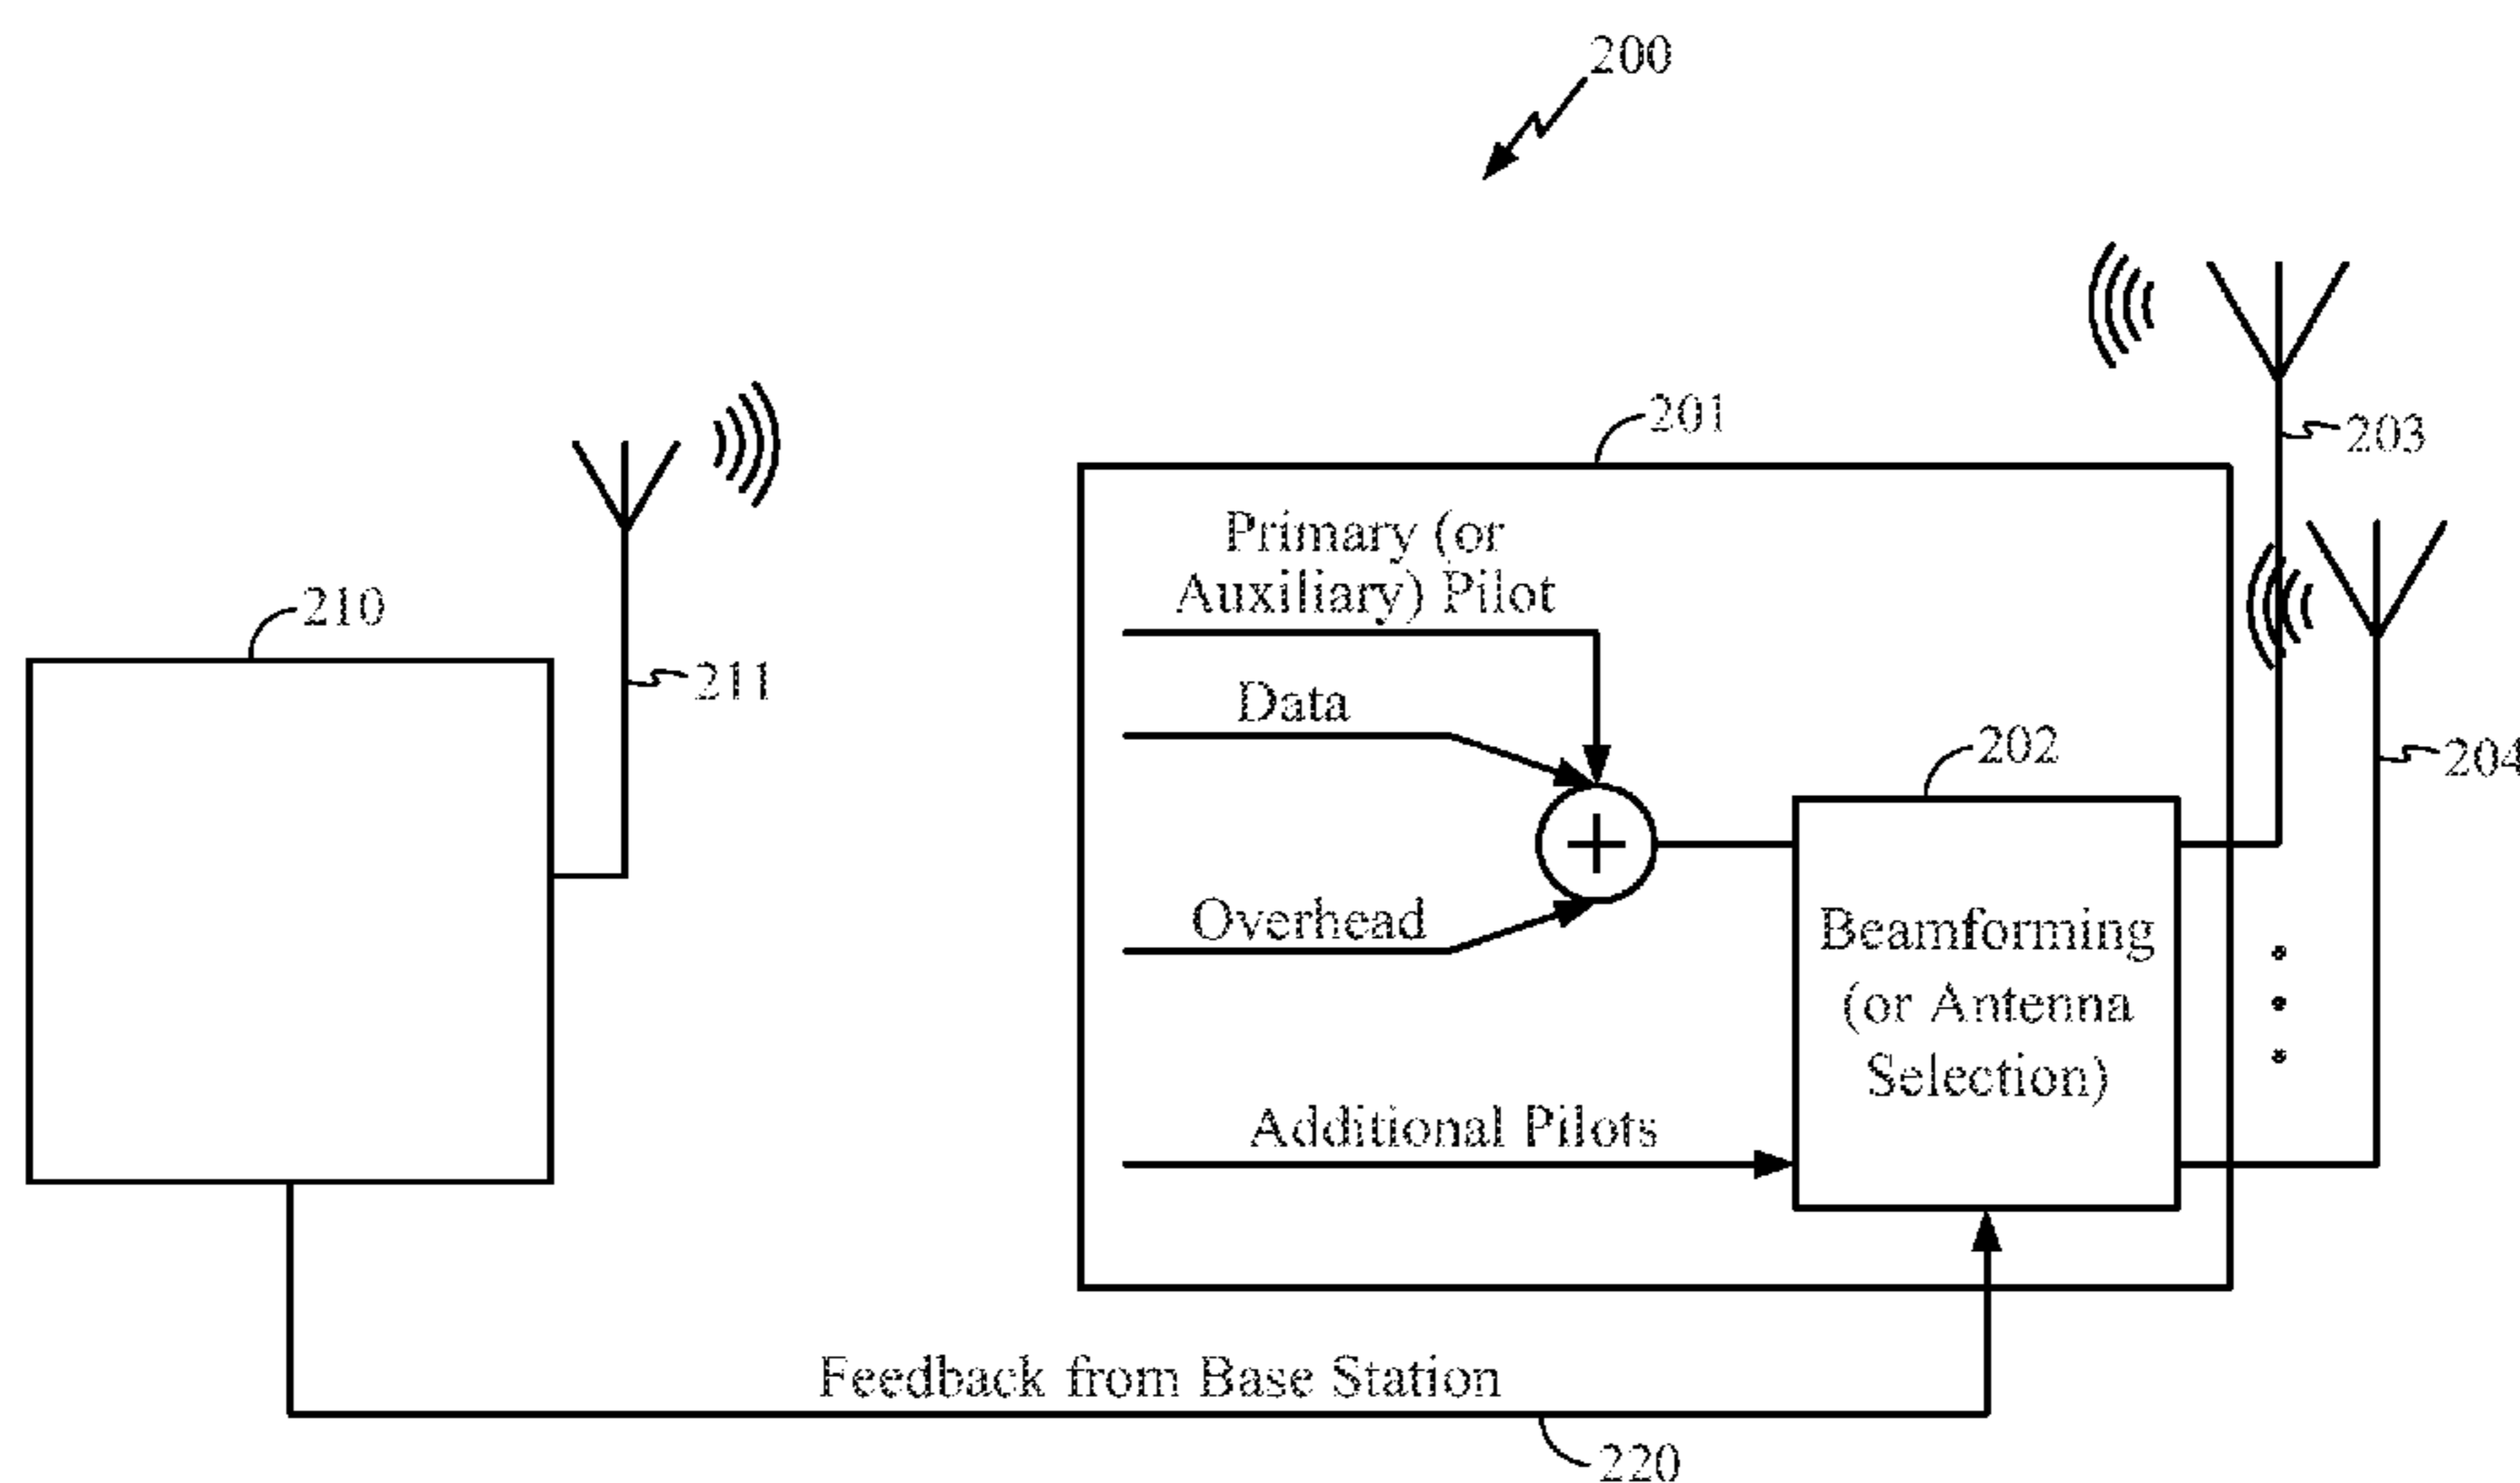 200
203
201
Primary (or
Auxiliary) Pilot
210
211
Data
202
204
Overhead
Beamforming
(or Antenna
Selection)
Additional Pilots
Feedback from Base Station
220